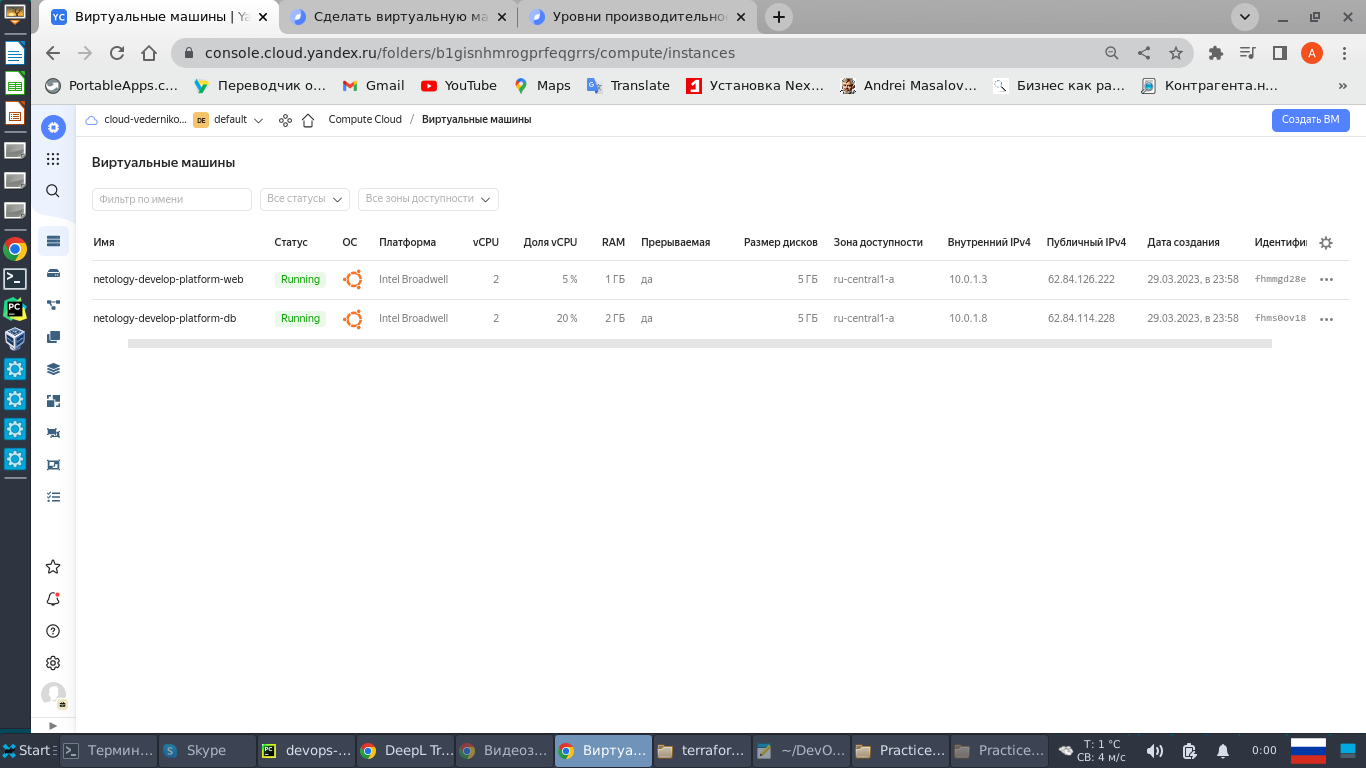 YC Виртуальные машины | Ya
Сделать виртуальную ма
Уровни производительно
console.cloud.yandex.ru/folders/b1gisnhmrogprfeqgrrs/compute/instances
A
PortableApps.c… Переводчик о… Gmail YouTube Maps Translate Установка Nex… Andrei Masalov… Бизнес как ра… Контрагента.н… »
cloud-vederniko… DE default Compute Cloud / Виртуальные машины Создать ВМ
Виртуальные машины
Фильтр по имени Все статусы Все зоны доступности
Имя Статус ОС Платформа vCPU Доля vCPU RAM Прерываемая Размер дисков Зона доступности Внутренний IPv4 Публичный IPv4 Дата создания Идентифи
netology-develop-platform-web Running Intel Broadwell 2 5 % 1 ГБ да 5 ГБ ru-central1-a 10.0.1.3 62.84.126.222 29.03.2023, в 23:58 fhmmgd28e
netology-develop-platform-db Running Intel Broadwell 2 20 % 2 ГБ да 5 ГБ ru-central1-a 10.0.1.8 62.84.114.228 29.03.2023, в 23:58 fhms0ov18
Start Термин… Skype devops-… DeepL Tr… Видеоз… Виртуа… terrafor… ~/DevO… Practice… Practice… T: 1 °C 0:00
СВ: 4 м/с